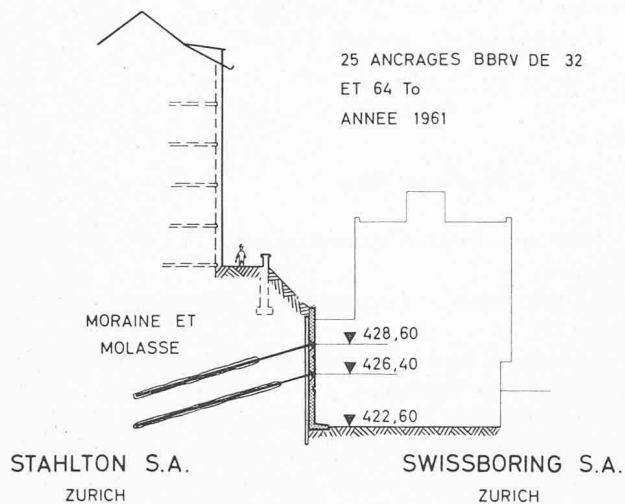 25 ANCRAGES BBRV DE 32
ET 64 To
ANNEE 1961
MORAINE ET
MOLASSE
428,60
426,40
422,60
STAHLTON S.A.
ZURICH
SWISSBORING S.A.
ZURICH